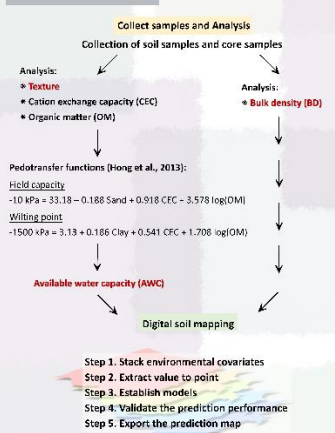 Collect samples and Analysis
Collection of soil samples and core samples
Analysis:
* Texture
* Cation exchange capacity (CEC)
* Organic matter (OM)
Analysis:
* Bulk density (BD)
Pedotransfer functions (Hong et al., 2013):
Field capacity
-10 kPa = 33.18 – 0.188 Sand + 0.918 CEC – 3.578 log(OM)
Wilting point
-1500 kPa = 3.13 + 0.186 Clay + 0.541 CEC + 1.708 log(OM)
Available water capacity (AWC)
Digital soil mapping
Step 1. Stack environmental covariates
Step 2. Extract value to point
Step 3. Establish models
Step 4. Validate the prediction performance
Step 5. Export the prediction map